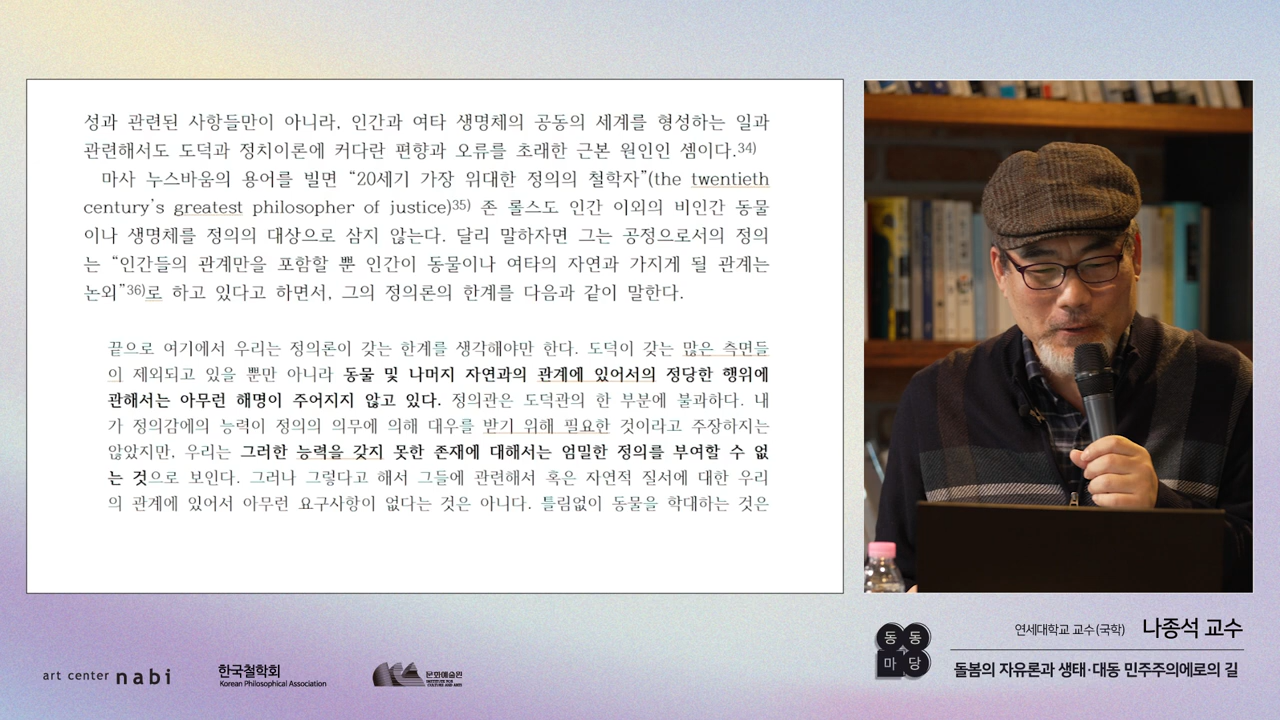 성과 관련된 사항들만이 아니라, 인간과 여타 생명체의 공동의 세계를 형성하는 일과
관련해서도 도덕과 정치이론에 커다란 편향과 오류를 초래한 근본 원인인 셈이다.34)
마사 누스바움의 용어를 빌면 “20세기 가장 위대한 정의의 철학자”(the twentieth
century’s greatest philosopher of justice)35) 존 롤스도 인간 이외의 비인간 동물
이나 생명체를 정의의 대상으로 삼지 않는다. 달리 말하자면 그는 공정으로서의 정의
는 “인간들의 관계만을 포함할 뿐 인간이 동물이나 여타의 자연과 가지게 될 관계는
논외”36)로 하고 있다고 하면서, 그의 정의론의 한계를 다음과 같이 말한다.
끝으로 여기에서 우리는 정의론이 갖는 한계를 생각해야만 한다. 도덕이 갖는 많은 측면들
이 제외되고 있을 뿐만 아니라 동물 및 나머지 자연과의 관계에 있어서의 정당한 행위에
관해서는 아무런 해명이 주어지지 않고 있다. 정의관은 도덕관의 한 부분에 불과하다. 내
가 정의감에의 능력이 정의의 의무에 의해 대우를 받기 위해 필요한 것이라고 주장하지는
않았지만, 우리는 그러한 능력을 갖지 못한 존재에 대해서는 엄밀한 정의를 부여할 수 없
는 것으로 보인다. 그러나 그렇다고 해서 그들에 관련해서 혹은 자연적 질서에 대한 우리
의 관계에 있어서 아무런 요구사항이 없다는 것은 아니다. 틀림없이 동물을 학대하는 것은
동동
마당
연세대학교 교수(국학) 나종석 교수
돌봄의 자유론과 생태·대동 민주주의에로의 길
art center nabi
한국철학회
Korean Philosophical Association
문화예술원
INSTITUTE FOR
CULTURE AND ARTS